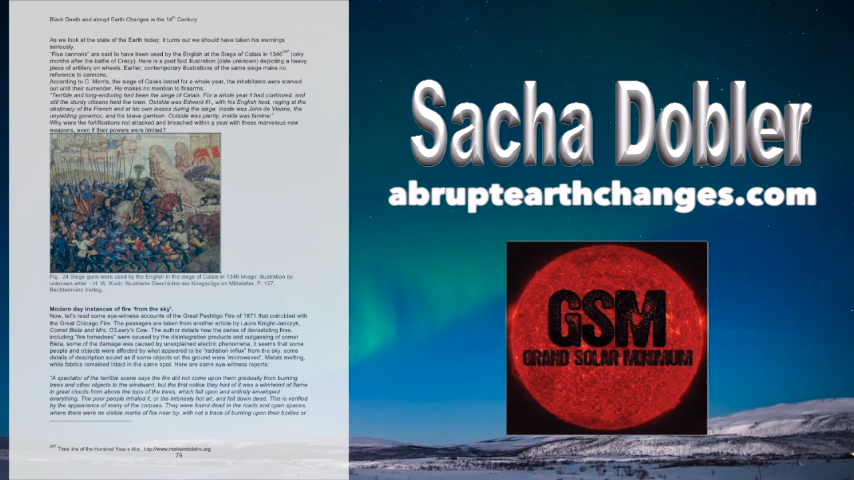 Black Death and abrupt Earth Changes in the 14th Century
As we look at the state of the Earth today, it turns out we should have taken his warnings
seriously.
"Five cannons" are said to have been used by the English at the Siege of Calais in 1346 (only
months after the battle of Crécy). Here is a post fact illustration (date unknown) depicting a heavy
piece of artillery on wheels. Earlier, contemporary illustrations of the same siege make no
reference to cannons.
According to C. Morris, the siege of Calais lasted for a whole year, the inhabitants were starved
out until their surrender. He makes no mention to firearms.
"Terrible and long-enduring had been the siege of Calais. For a whole year it had continued, and
still the sturdy citizens held the town. Outside was Edward III., with his English host, raging at the
obstinacy of the French and at his own losses during the siege. Inside was John de Vienne, the
unyielding governor, and his brave garrison. Outside was plenty; inside was famine;"
Why were the fortifications not attacked and breached within a year with those marvelous new
weapons, even if their powers were limited?
Fig. 24 Siege guns were used by the English in the siege of Calais in 1346 Image: illustration by
unknown artist. - H. W. Koch: Illustrierte Geschichte der Kriegszüge im Mittelalter, P. 127,
Bechtermünz Verlag.
Modern day instances of fire 'from the sky'.
Now, let's read some eye-witness accounts of the Great Peshtigo Fire of 1871 that coincided with
the Great Chicago Fire. The passages are taken from another article by Laura Knight-Jadczyk,
Comet Biela and Mrs. O'Leary's Cow. The author details how the series of devastating fires,
including "fire tornadoes" were caused by the disintegration products and outgassing of comet
Biela, some of the damage was caused by unexplained electric phenomena; it seems that some
people and objects were affected by what appeared to be "radiation influx" from the sky; some
details of description sound as if some objects on the ground were 'microwaved'. Metals melting,
while fabrics remained intact in the same spot. Here are some eye-witness reports:
"A spectator of the terrible scene says the fire did not come upon them gradually from burning
trees and other objects to the windward, but the first notice they had of it was a whirlwind of flame
in great clouds from above the tops of the trees, which fell upon and entirely enveloped
everything. The poor people inhaled it, or the intensely hot air, and fell down dead. This is verified
by the appearance of many of the corpses. They were found dead in the roads and open spaces,
where there were no visible marks of fire near by, with not a trace of burning upon their bodies or
Time line of the Hundred Year's War,
79
Sacha Dobler
abruptearthchanges.com
GSM
GRAND SOLAR MINIMUM